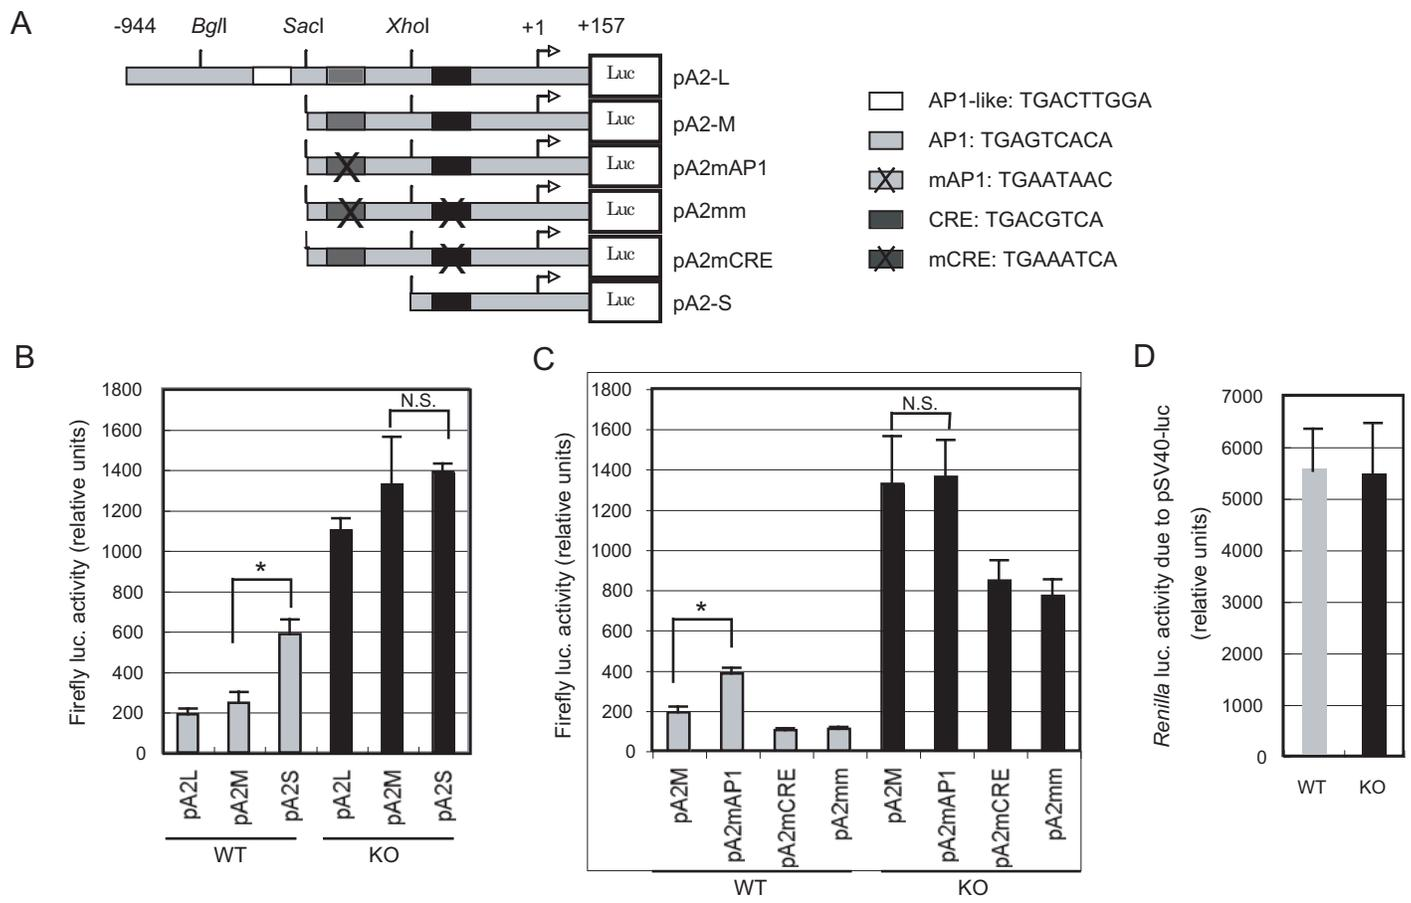 A
-944 BglI SacI XhoI +1 +157
Luc pA2-L
Luc pA2-M
Luc pA2mAP1
Luc pA2mm
Luc pA2mCRE
Luc pA2-S
AP1-like: TGACTTGGA
AP1: TGAGTCACA
mAP1: TGAATAAC
CRE: TGACGTCA
mCRE: TGAAATCA
B
Firefly luc. activity (relative units)
1800
1600
1400
1200
1000
800
600
400
200
0
N.S.
*
pA2L pA2M pA2S pA2L pA2M pA2S
WT KO
C
Firefly luc. activity (relative units)
1800
1600
1400
1200
1000
800
600
400
200
0
N.S.
*
pA2M pA2mAP1 pA2mCRE pA2mm pA2M pA2mAP1 pA2mCRE pA2mm
WT KO
D
Renilla luc. activity due to pSV40-luc
(relative units)
7000
6000
5000
4000
3000
2000
1000
0
WT KO